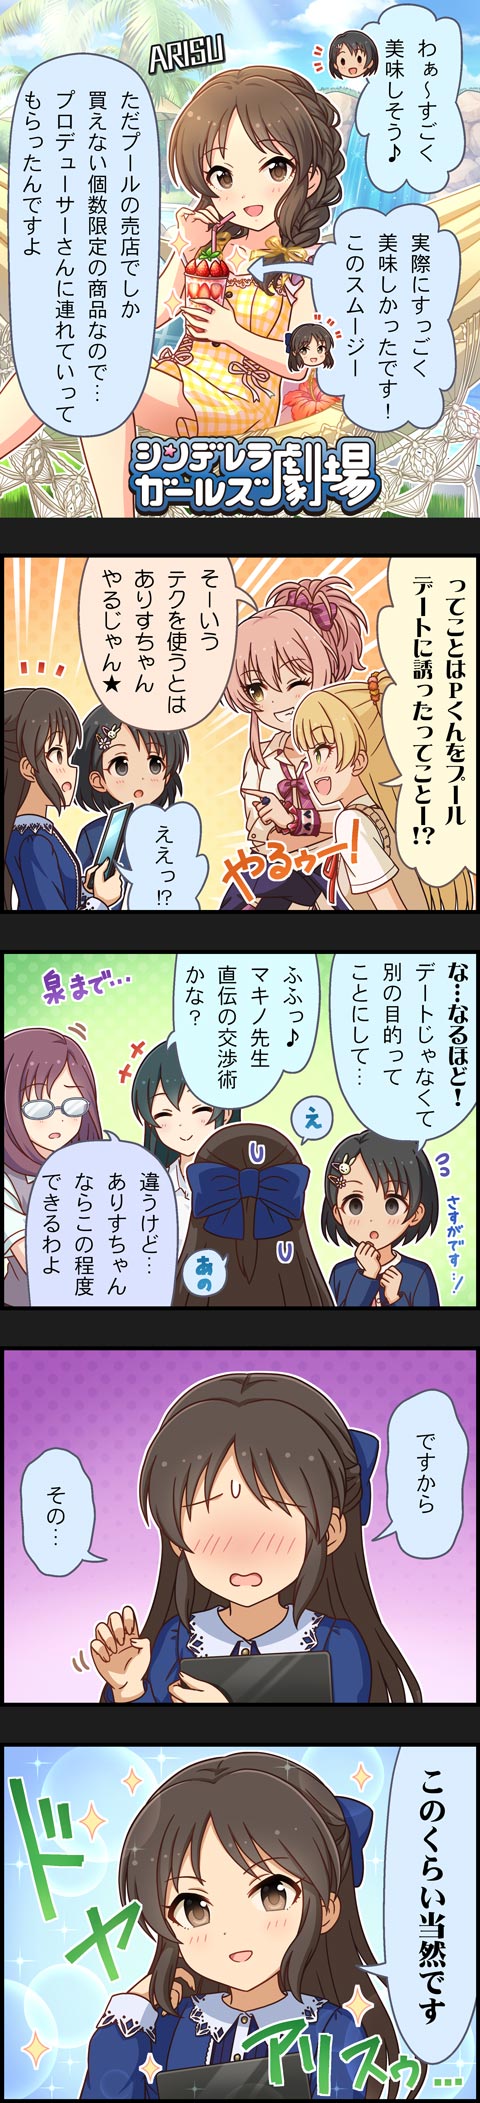 ARISU
わぁ～すごく
美味しそう♪
実際にすっごく
美味しかったです！
このスムージー
ただプールの売店でしか
買えない個数限定の商品なので…
プロデューサーさんに連れていって
もらったんですよ
シンデレラ
ガールズ劇場
ってことはPくんをプール
デートに誘ったってことー!?
そーいう
テクを使うとは
ありすちゃん
やるじゃん★
ええっ!?
やるぅー！
な…なるほど！
デートじゃなくて
別の目的って
ことにして…
さすがです…！
え
ふふっ♪
マキノ先生
直伝の交渉術
かな？
泉まで…
あの
違うけど…
ありすちゃん
ならこの程度
できるわよ
ですから
その…
このくらい当然です
ドヤ
アリスゥ…